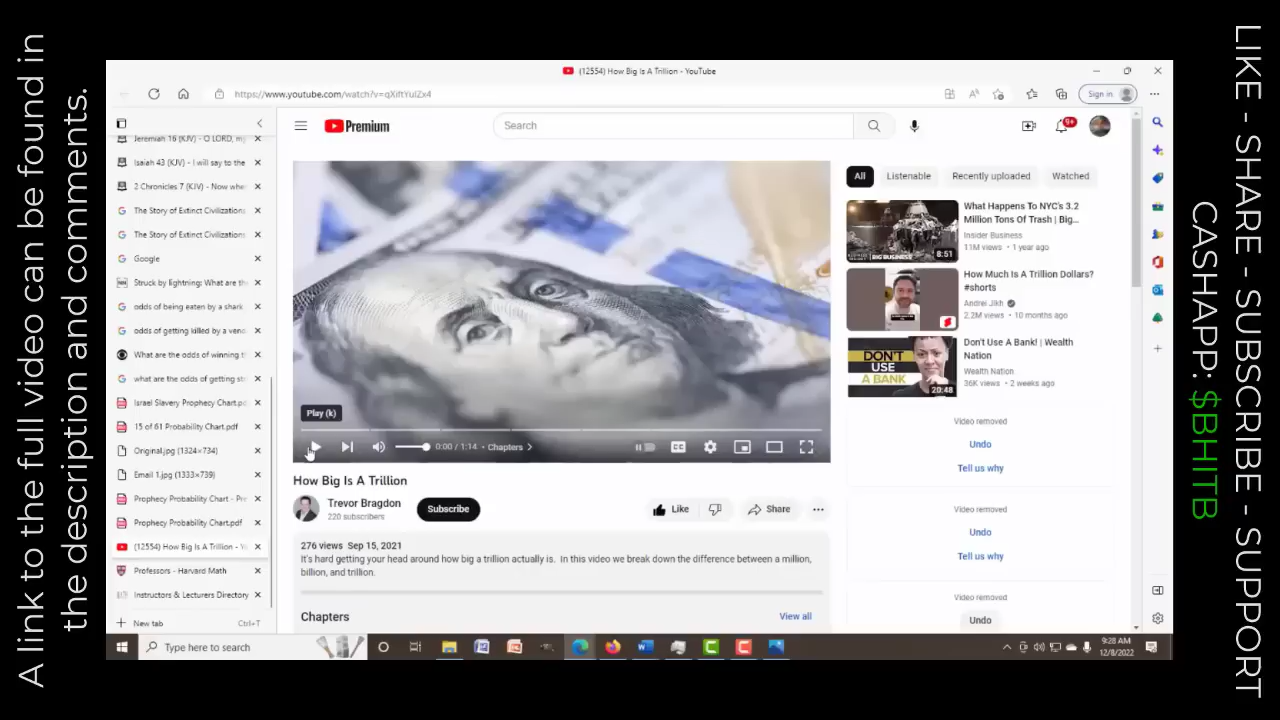 A link to the full video can be found in
the description and comments.
(12554) How Big Is A Trillion - YouTube
https://www.youtube.com/watch?v=qXiftYuIZx4
Sign in
Jeremiah 16 (KJV) - O LORD, my
Isaiah 43 (KJV) - I will say to the
2 Chronicles 7 (KJV) - Now whe
The Story of Extinct Civilizations
The Story of Extinct Civilizations
Google
Struck by lightning: What are the
odds of being eaten by a shark
odds of getting killed by a vend
What are the odds of winning t
what are the odds of getting str
Israel Slavery Prophecy Chart.pd
15 of 61 Probability Chart.pdf
Original.jpg (1324×734)
Email 1.jpg (1333×739)
Prophecy Probability Chart - Pr
Prophecy Probability Chart.pdf
(12554) How Big Is A Trillion - Y
Professors - Harvard Math
Instructors & Lecturers Directory
New tab
Ctrl+T
Premium
Search
9+
Play (k)
0:00 / 1:14 • Chapters
CC
How Big Is A Trillion
Trevor Bragdon
220 subscribers
Subscribe
Like
Share
276 views Sep 15, 2021
It's hard getting your head around how big a trillion actually is. In this video we break down the difference between a million,
billion, and trillion.
Chapters
View all
All
Listenable
Recently uploaded
Watched
BIG BUSINESS
8:51
What Happens To NYC's 3.2
Million Tons Of Trash | Big...
Insider Business
11M views • 1 year ago
How Much Is A Trillion Dollars?
#shorts
Andrei Jikh
2.2M views • 10 months ago
DON'T
USE
A BANK
20:48
Don't Use A Bank! | Wealth
Nation
Wealth Nation
36K views • 2 weeks ago
Video removed
Undo
Tell us why
Video removed
Undo
Tell us why
Video removed
Undo
Type here to search
9:28 AM
12/8/2022
LIKE - SHARE - SUBSCRIBE - SUPPORT
CASHAPP: $BHITB